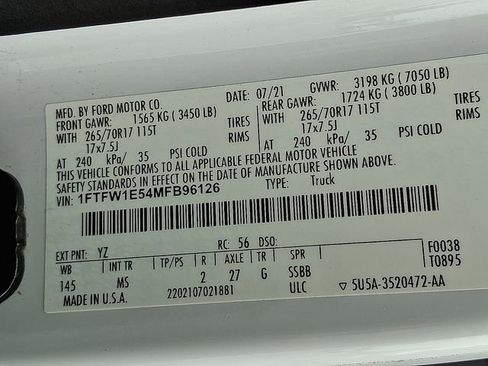 MFD. BY FORD MOTOR CO. DATE: 07/21 GVWR: 3198 KG ( 7050 LB)
FRONT GAWR: 1565 KG ( 3450 LB) REAR GAWR: 1724 KG ( 3800 LB)
WITH 265/70R17 115T TIRES WITH 265/70R17 115T TIRES
17x7.5J RIMS 17x7.5J RIMS
AT 240 kPa/ 35 PSI COLD AT 240 kPa/ 35 PSI COLD
THIS VEHICLE CONFORMS TO ALL APPLICABLE FEDERAL MOTOR VEHICLE
SAFETY STANDARDS IN EFFECT ON THE DATE OF MANUFACTURE SHOWN ABOVE.
VIN: 1FTFW1E54MFB96126 TYPE: Truck
EXT PNT: YZ RC: 56 DSO: F0038
WB INT TR TP/PS R AXLE TR SPR T0895
145 MS 2 27 G SSBB
MADE IN U.S.A. 2202107021881 ULC ▽ 5U5A-3520472-AA